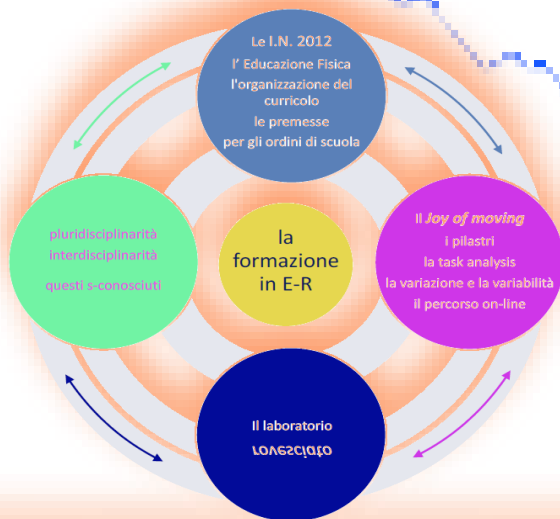 Le I.N. 2012
l' Educazione Fisica
l'organizzazione del
curricolo
le premesse
per gli ordini di scuola
pluridisciplinarità
interdisciplinarità
questi s-conosciuti
la
formazione
in E-R
Il Joy of moving
i pilastri
la task analysis
la variazione e la variabilità
il percorso on-line
Il laboratorio
rovesciato